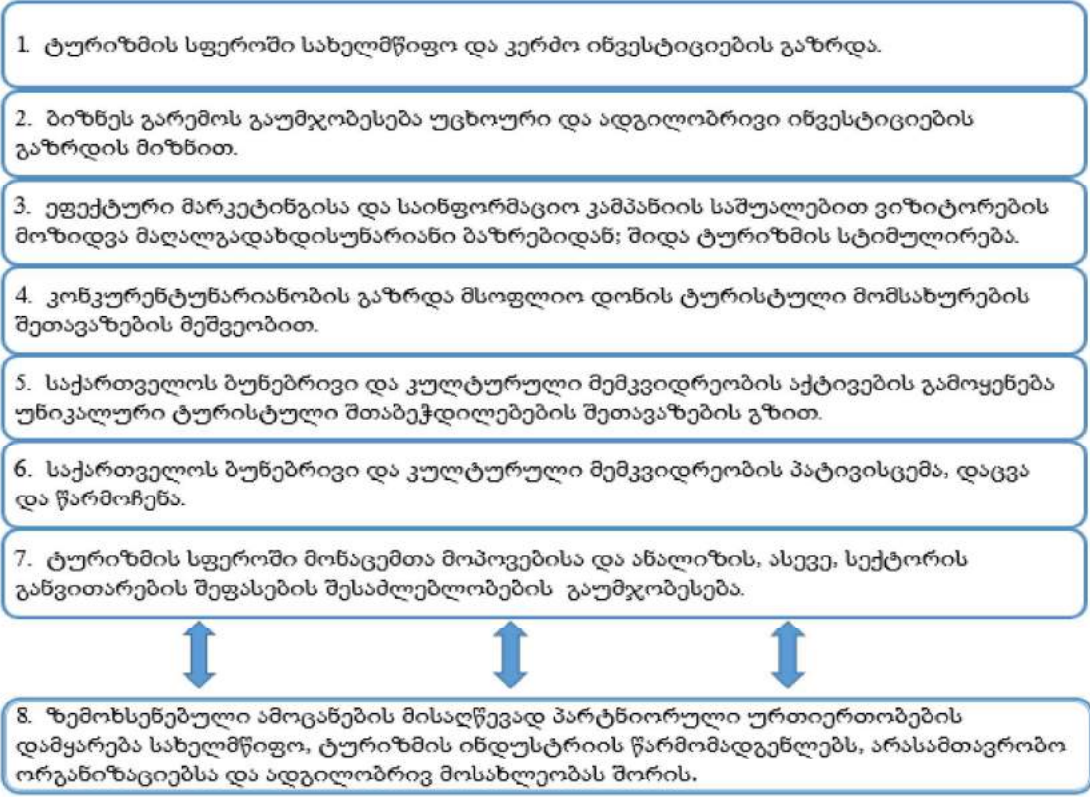 1. ტურიზმის სფეროში სახელმწიფო და კერძო ინვესტიციების გაზრდა.
2. ბიზნეს გარემოს გაუმჯობესება უცხოური და ადგილობრივი ინვესტიციების
გაზრდის მიზნით.
3. ეფექტური მარკეტინგისა და საინფორმაციო კამპანიის საშუალებით ვიზიტორების
მოზიდვა მაღალგადახდისუნარიანი ბაზრებიდან; შიდა ტურიზმის სტიმულირება.
4. კონკურენტუნარიანობის გაზრდა მსოფლიო დონის ტურისტული მომსახურების
შეთავაზების მეშვეობით.
5. საქართველოს ბუნებრივი და კულტურული მემკვიდრეობის აქტივების გამოყენება
უნიკალური ტურისტული შთაბეჭდილებების შეთავაზების გზით.
6. საქართველოს ბუნებრივი და კულტურული მემკვიდრეობის პატივისცემა, დაცვა
და წარმოჩენა.
7. ტურიზმის სფეროში მონაცემთა მოპოვებისა და ანალიზის, ასევე, სექტორის
განვითარების შეფასების შესაძლებლობების გაუმჯობესება.
8. ზემოხსენებული ამოცანების მისაღწევად პარტნიორული ურთიერთობების
დამყარება სახელმწიფო, ტურიზმის ინდუსტრიის წარმომადგენლებს, არასამთავრობო
ორგანიზაციებსა და ადგილობრივ მოსახლეობას შორის.